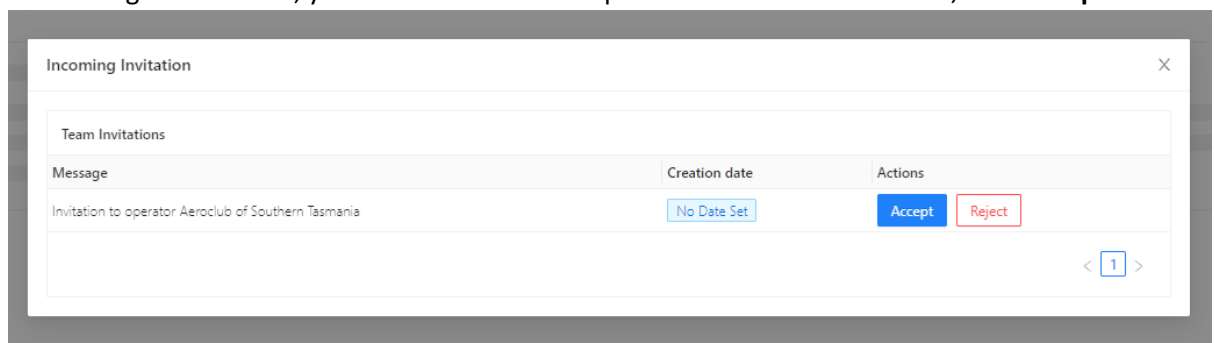 Incoming Invitation
Team Invitations
Message Creation date Actions
Invitation to operator Aeroclub of Southern Tasmania No Date Set Accept Reject
< 1 >